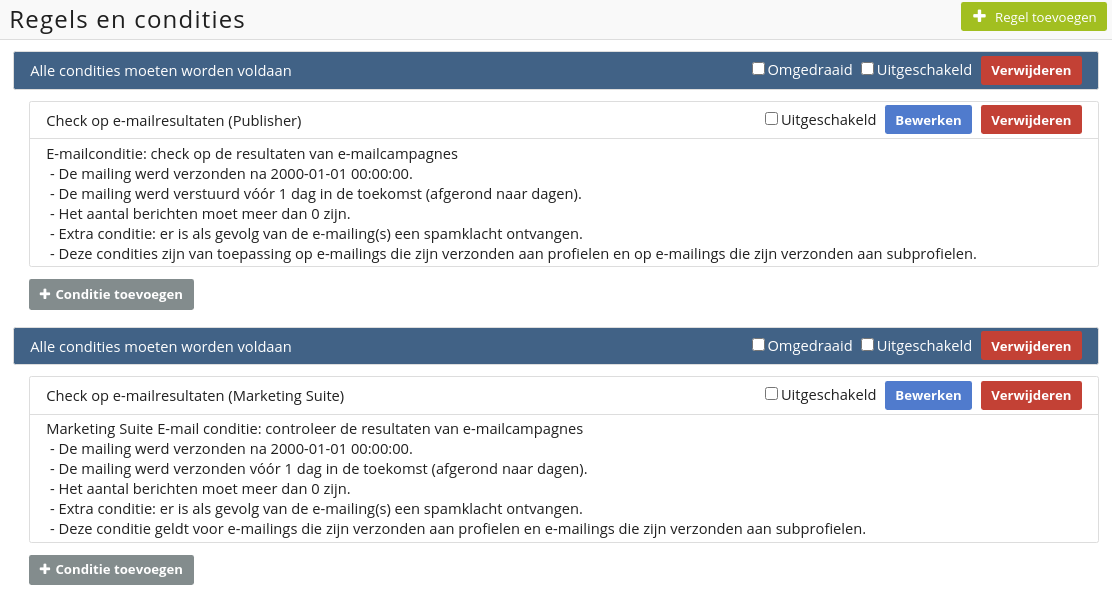 Regels en condities
Regel toevoegen
Alle condities moeten worden voldaan
Omgedraaid Uitgeschakeld Verwijderen
Check op e-mailresultaten (Publisher)
Uitgeschakeld Bewerken Verwijderen
E-mailconditie: check op de resultaten van e-mailcampagnes
- De mailing werd verzonden na 2000-01-01 00:00:00.
- De mailing werd verstuurd vóór 1 dag in de toekomst (afgerond naar dagen).
- Het aantal berichten moet meer dan 0 zijn.
- Extra conditie: er is als gevolg van de e-mailing(s) een spamklacht ontvangen.
- Deze condities zijn van toepassing op e-mailings die zijn verzonden aan profielen en op e-mailings die zijn verzonden aan subprofielen.
Conditie toevoegen
Alle condities moeten worden voldaan
Omgedraaid Uitgeschakeld Verwijderen
Check op e-mailresultaten (Marketing Suite)
Uitgeschakeld Bewerken Verwijderen
Marketing Suite E-mail conditie: controleer de resultaten van e-mailcampagnes
- De mailing werd verzonden na 2000-01-01 00:00:00.
- De mailing werd verzonden vóór 1 dag in de toekomst (afgerond naar dagen).
- Het aantal berichten moet meer dan 0 zijn.
- Extra conditie: er is als gevolg van de e-mailing(s) een spamklacht ontvangen.
- Deze conditie geldt voor e-mailings die zijn verzonden aan profielen en e-mailings die zijn verzonden aan subprofielen.
Conditie toevoegen